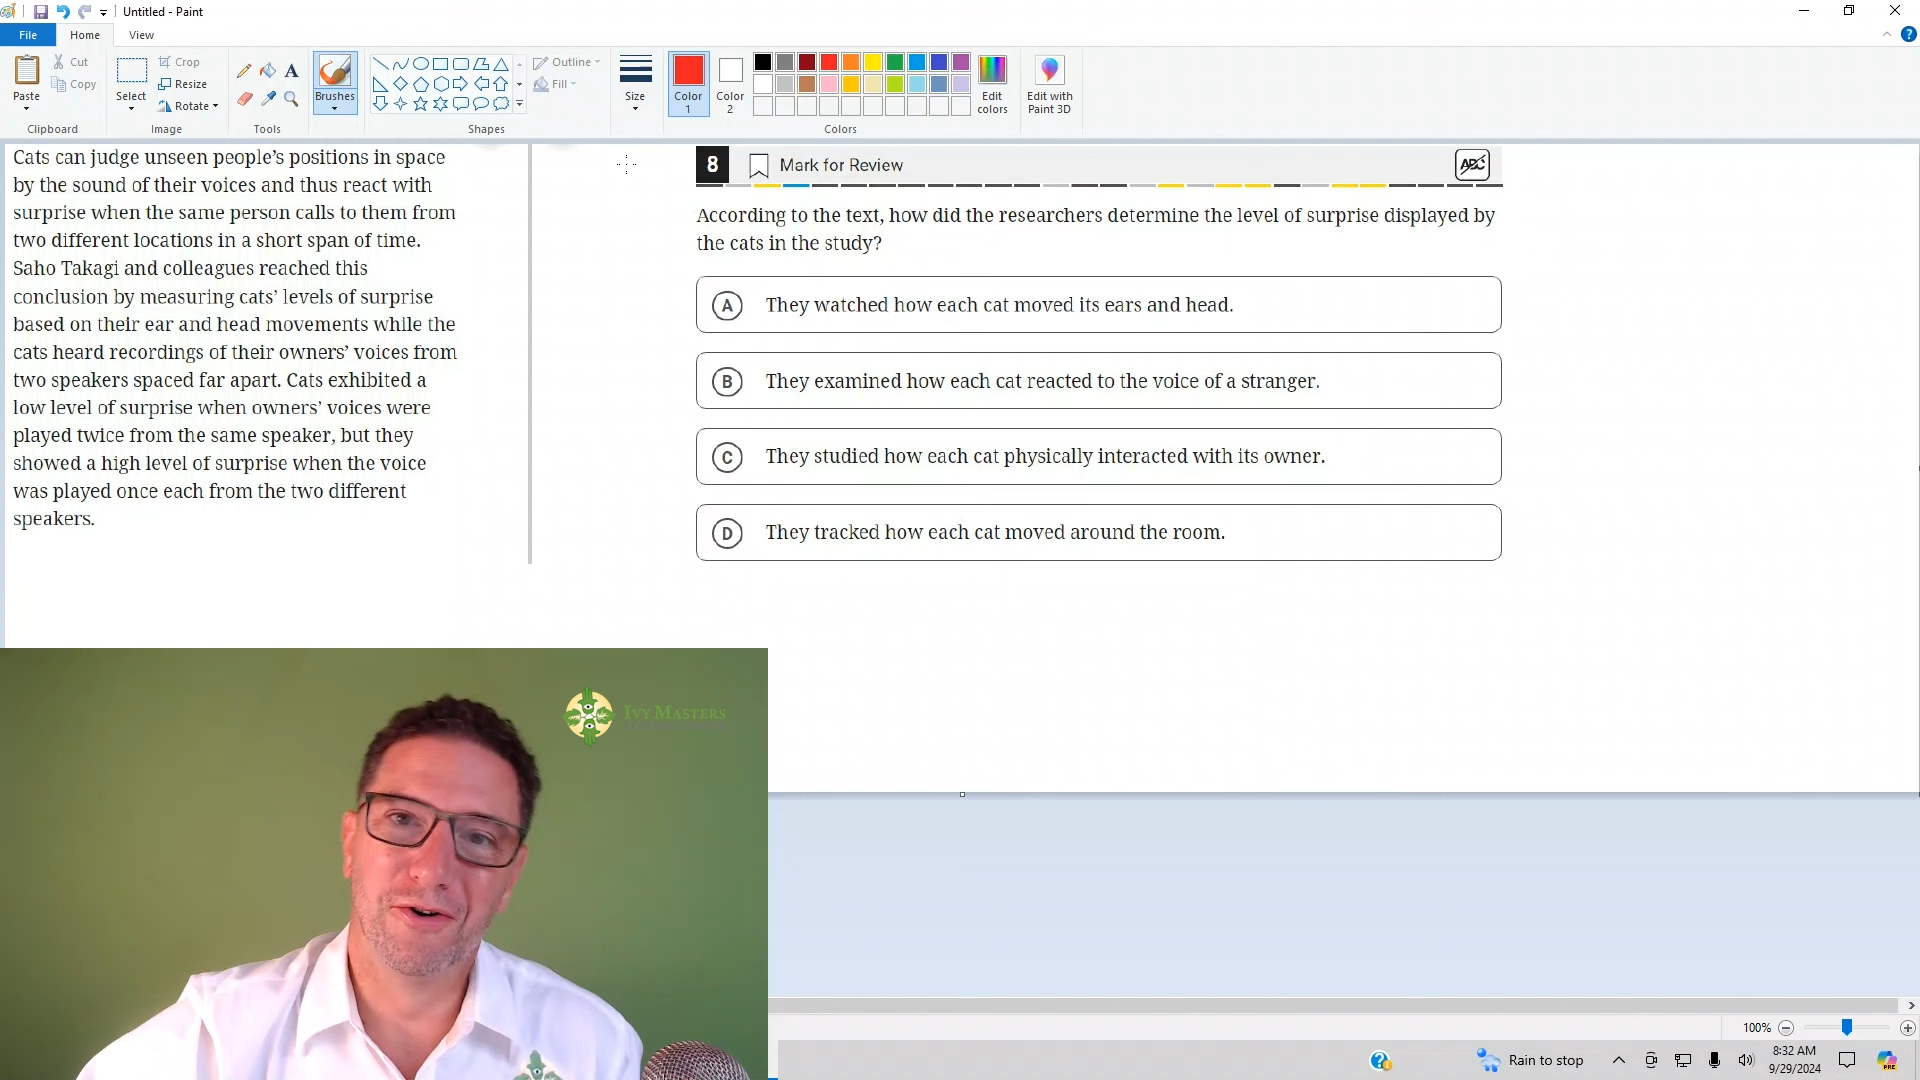 Untitled - Paint
File
Home
View
Paste
Cut
Copy
Clipboard
Select
Crop
Resize
Rotate
Image
Tools
A
Brushes
Shapes
Outline
Fill
Size
Color
1
Color
2
Edit
colors
Colors
Edit with
Paint 3D
Cats can judge unseen people’s positions in space
by the sound of their voices and thus react with
surprise when the same person calls to them from
two different locations in a short span of time.
Saho Takagi and colleagues reached this
conclusion by measuring cats’ levels of surprise
based on their ear and head movements while the
cats heard recordings of their owners’ voices from
two speakers spaced far apart. Cats exhibited a
low level of surprise when owners’ voices were
played twice from the same speaker, but they
showed a high level of surprise when the voice
was played once each from the two different
speakers.
8
Mark for Review
ABC
According to the text, how did the researchers determine the level of surprise displayed by
the cats in the study?
A They watched how each cat moved its ears and head.
B They examined how each cat reacted to the voice of a stranger.
C They studied how each cat physically interacted with its owner.
D They tracked how each cat moved around the room.
IVY MASTERS
100%
Rain to stop
8:32 AM
9/29/2024
PRE